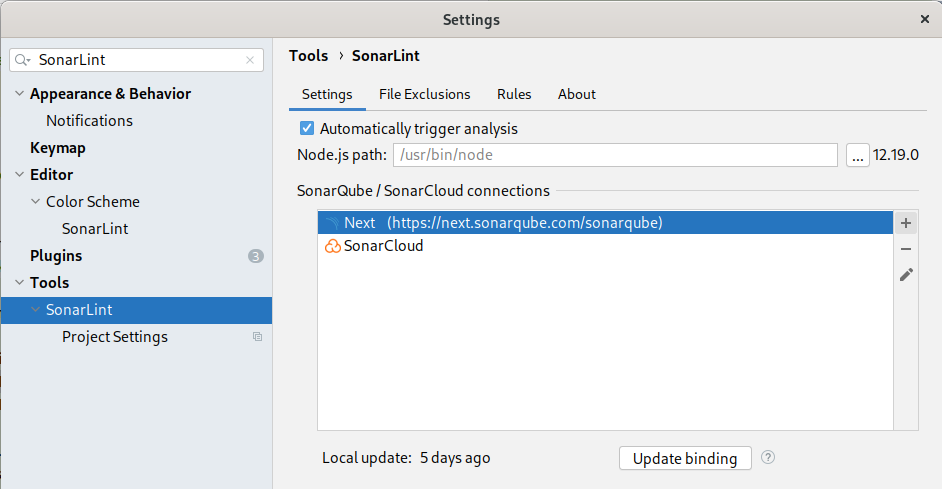 Settings
SonarLint
Appearance & Behavior
Notifications
Keymap
Editor
Color Scheme
SonarLint
Plugins 3
Tools
SonarLint
Project Settings
Tools › SonarLint
Settings File Exclusions Rules About
Automatically trigger analysis
Node.js path: /usr/bin/node ... 12.19.0
SonarQube / SonarCloud connections
Next (https://next.sonarqube.com/sonarqube)
SonarCloud
Local update: 5 days ago Update binding ?